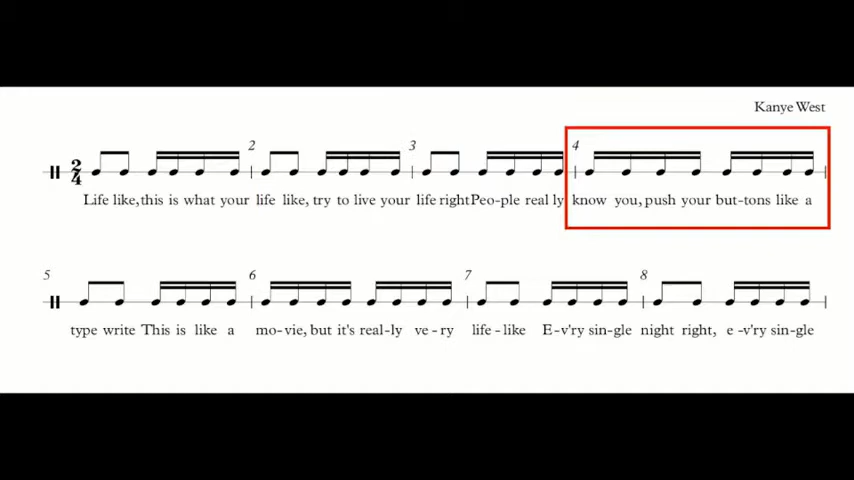 Kanye West
2 3 4
2/4
Life like, this is what your life like, try to live your life right Peo-ple real ly know you, push your but-tons like a
5 6 7 8
type write This is like a mo-vie, but it's real-ly ve-ry life-like E-v'ry sin-gle night right, e-v'ry sin-gle